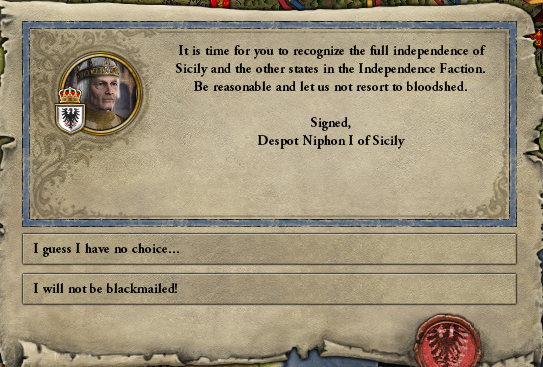 It is time for you to recognize the full independence of
Sicily and the other states in the Independence Faction.
Be reasonable and let us not resort to bloodshed.
Signed,
Despot Niphon I of Sicily
I guess I have no choice...
I will not be blackmailed!